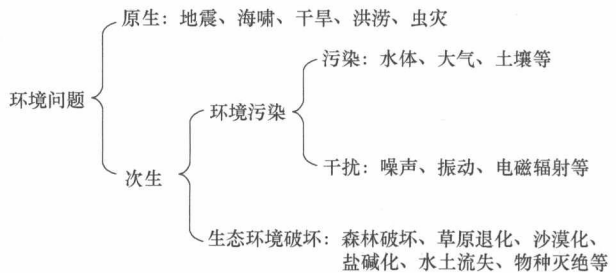 原生：地震、海啸、干旱、洪涝、虫灾
污染：水体、大气、土壤等
环境问题
环境污染
干扰：噪声、振动、电磁辐射等
次生
生态环境破坏：森林破坏、草原退化、沙漠化、
盐碱化、水土流失、物种灭绝等